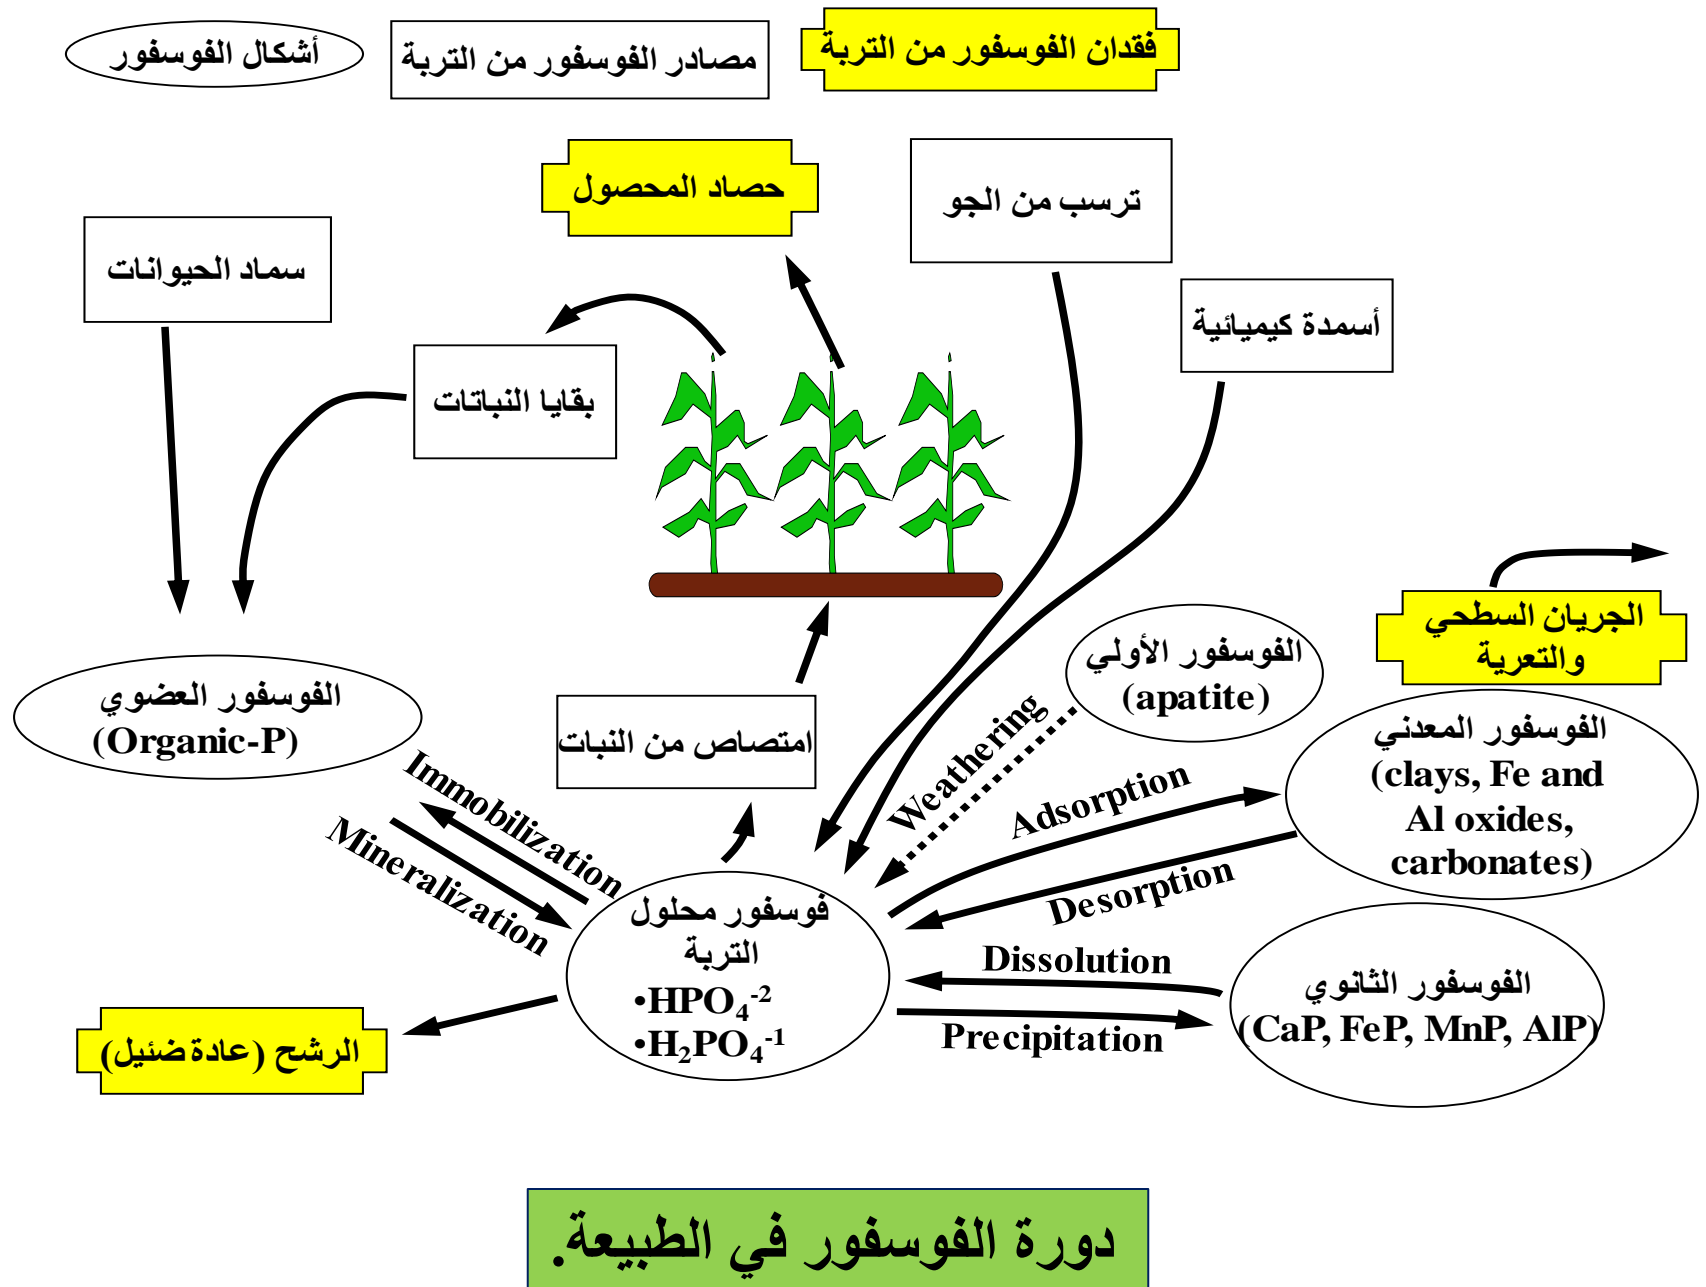 فقدان الفوسفور من التربة
مصادر الفوسفور من التربة
أشكال الفوسفور
حصاد المحصول
ترسب من الجو
سماد الحيوانات
أسمدة كيميائية
بقايا النباتات
الجريان السطحي
والتعرية
الفوسفور الأولي
(apatite)
الفوسفور العضوي
(Organic-P)
امتصاص من النبات
الفوسفور المعدني
(clays, Fe and
Al oxides,
carbonates)
Weathering
Adsorption
Desorption
Immobilization
Mineralization
فوسفور محلول
التربة
•HPO₄⁻²
•H₂PO₄⁻¹
Dissolution
Precipitation
الفوسفور الثانوي
(CaP, FeP, MnP, AlP)
الرشح (عادة ضئيل)
دورة الفوسفور في الطبيعة.